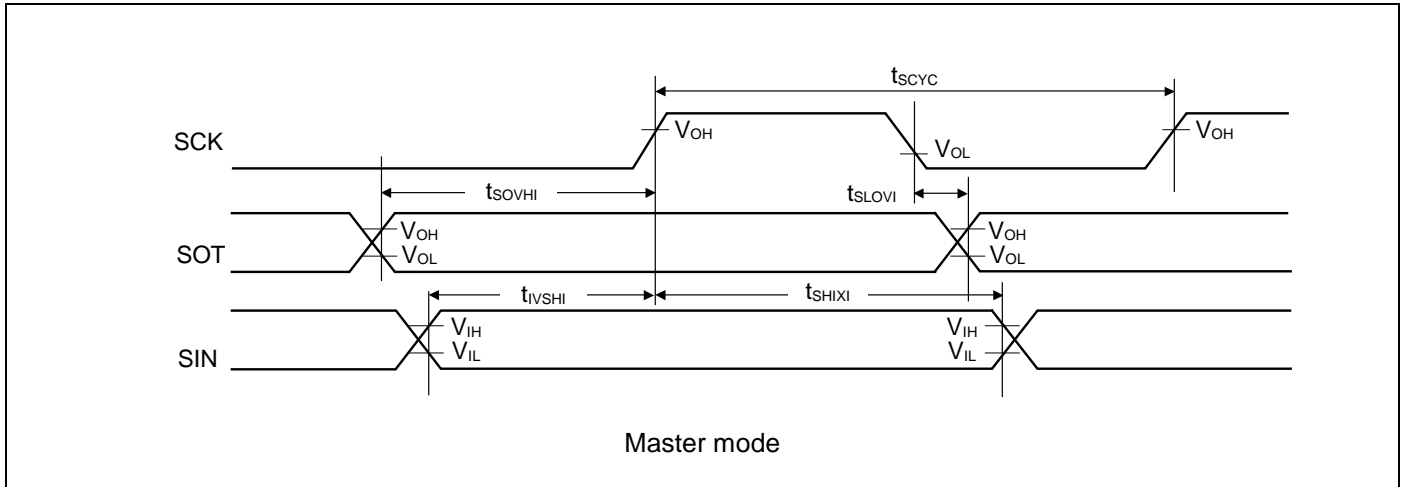 tSCYC
SCK
VOH
VOL
VOH
tSOVHI
tSLOVI
SOT
VOH
VOL
VOH
VOL
tIVSHI
tSHIXI
SIN
VIH
VIL
VIH
VIL
Master mode